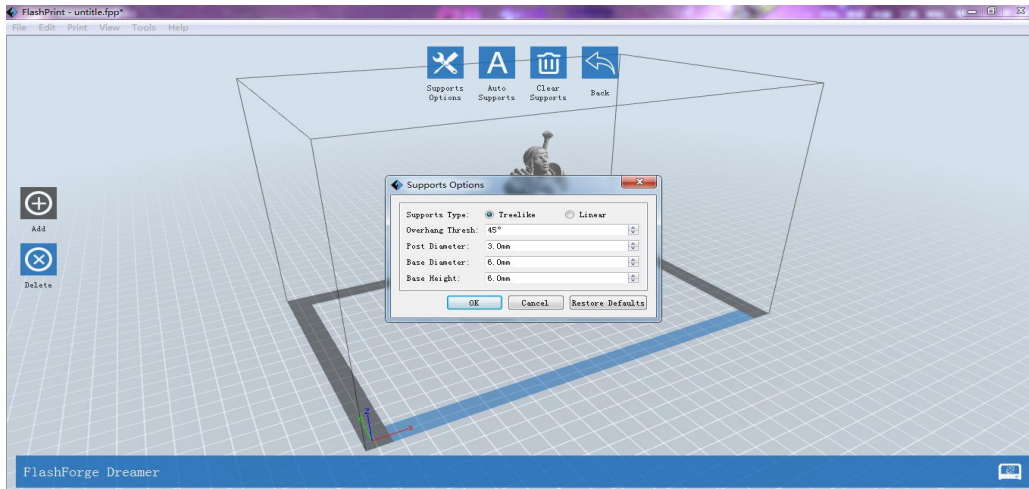 FlashPrint - untitle.fpp*
File Edit Print View Tools Help
Supports Options
Auto Supports
Clear Supports
Back
Add
Delete
Supports Options
Supports Type: Treelike Linear
Overhang Thresh: 45°
Post Diameter: 3.0mm
Base Diameter: 6.0mm
Base Height: 6.0mm
OK Cancel Restore Defaults
Z
X
FlashForge Dreamer